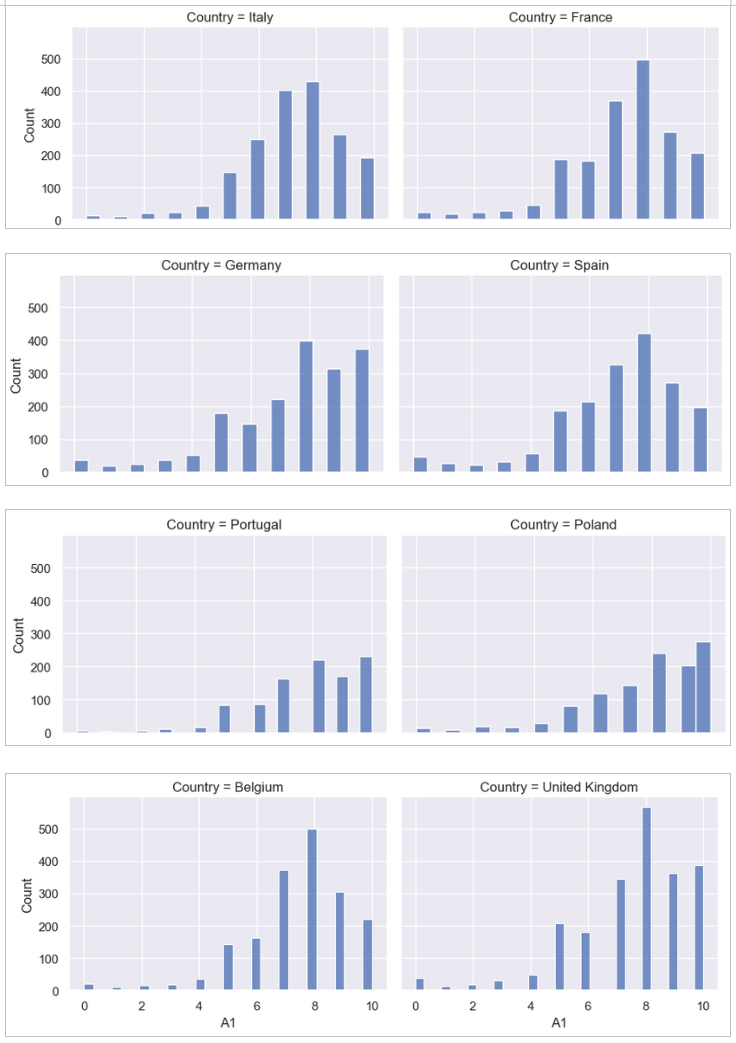 Country = Italy
Country = France
500
400
300
200
100
0
Count
Country = Germany
Country = Spain
500
400
300
200
100
0
Count
Country = Portugal
Country = Poland
500
400
300
200
100
0
Count
Country = Belgium
Country = United Kingdom
500
400
300
200
100
0
Count
0 2 4 6 8 10
0 2 4 6 8 10
A1
A1